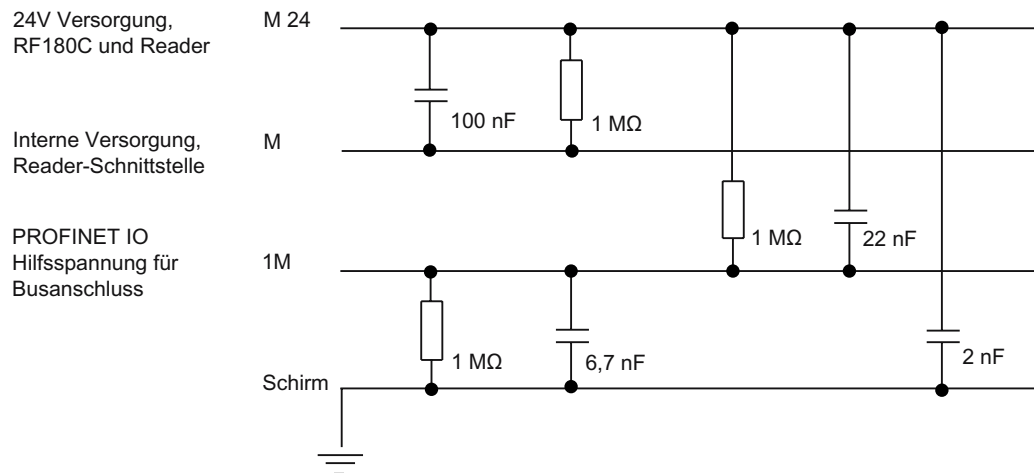 24V Versorgung,
RF180C und Reader
M 24
100 nF
1 MΩ
Interne Versorgung,
Reader-Schnittstelle
M
1 MΩ
22 nF
PROFINET IO
Hilfsspannung für
Busanschluss
1M
1 MΩ
6,7 nF
2 nF
Schirm